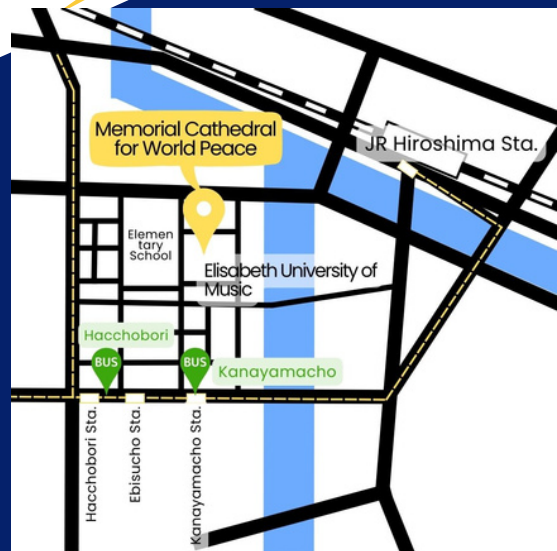 Memorial Cathedral
for World Peace
JR Hiroshima Sta.
Elemen
tary
School
Elisabeth University of
Music
Hacchobori
BUS
BUS
Kanayamacho
Hacchobori Sta.
Ebisucho Sta.
Kanayamacho Sta.